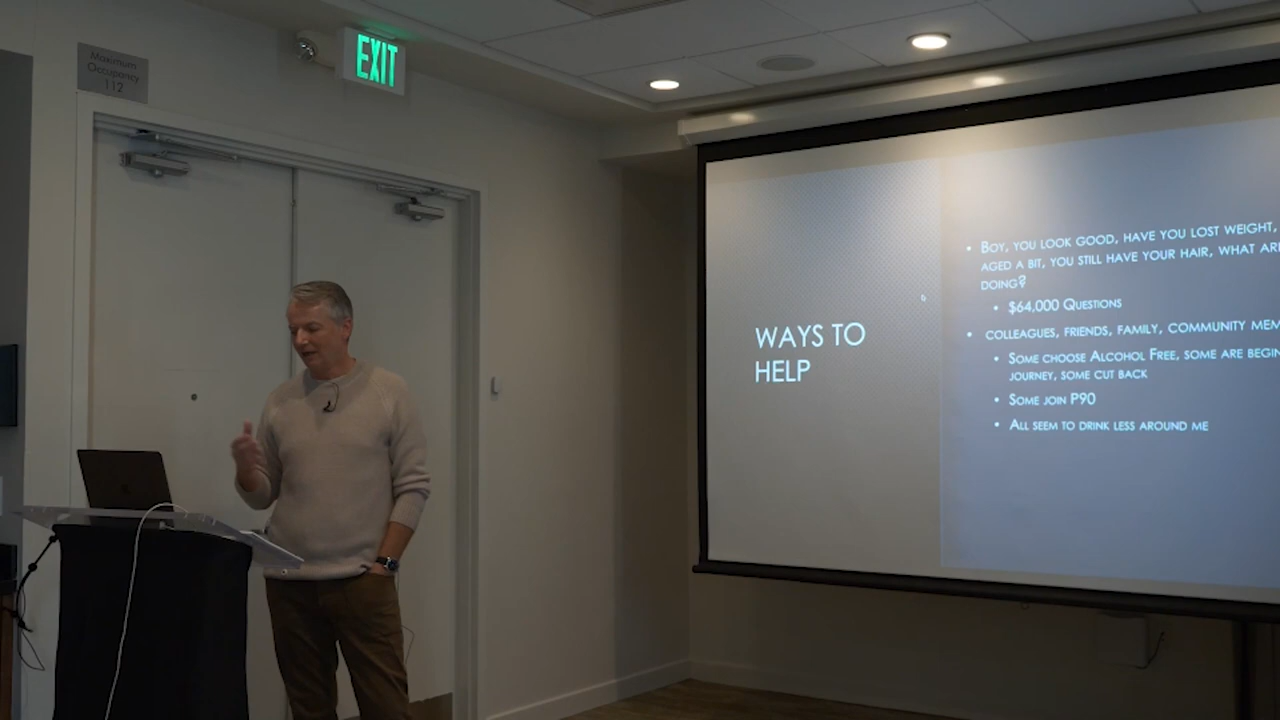 Maximum
Occupancy
112
EXIT
WAYS TO
HELP
• Boy, you look good, have you lost weight,
aged a bit, you still have your hair, what are
doing?
• $64,000 Questions
• colleagues, friends, family, community mem
• Some choose Alcohol Free, some are begin
journey, some cut back
• Some join P90
• All seem to drink less around me